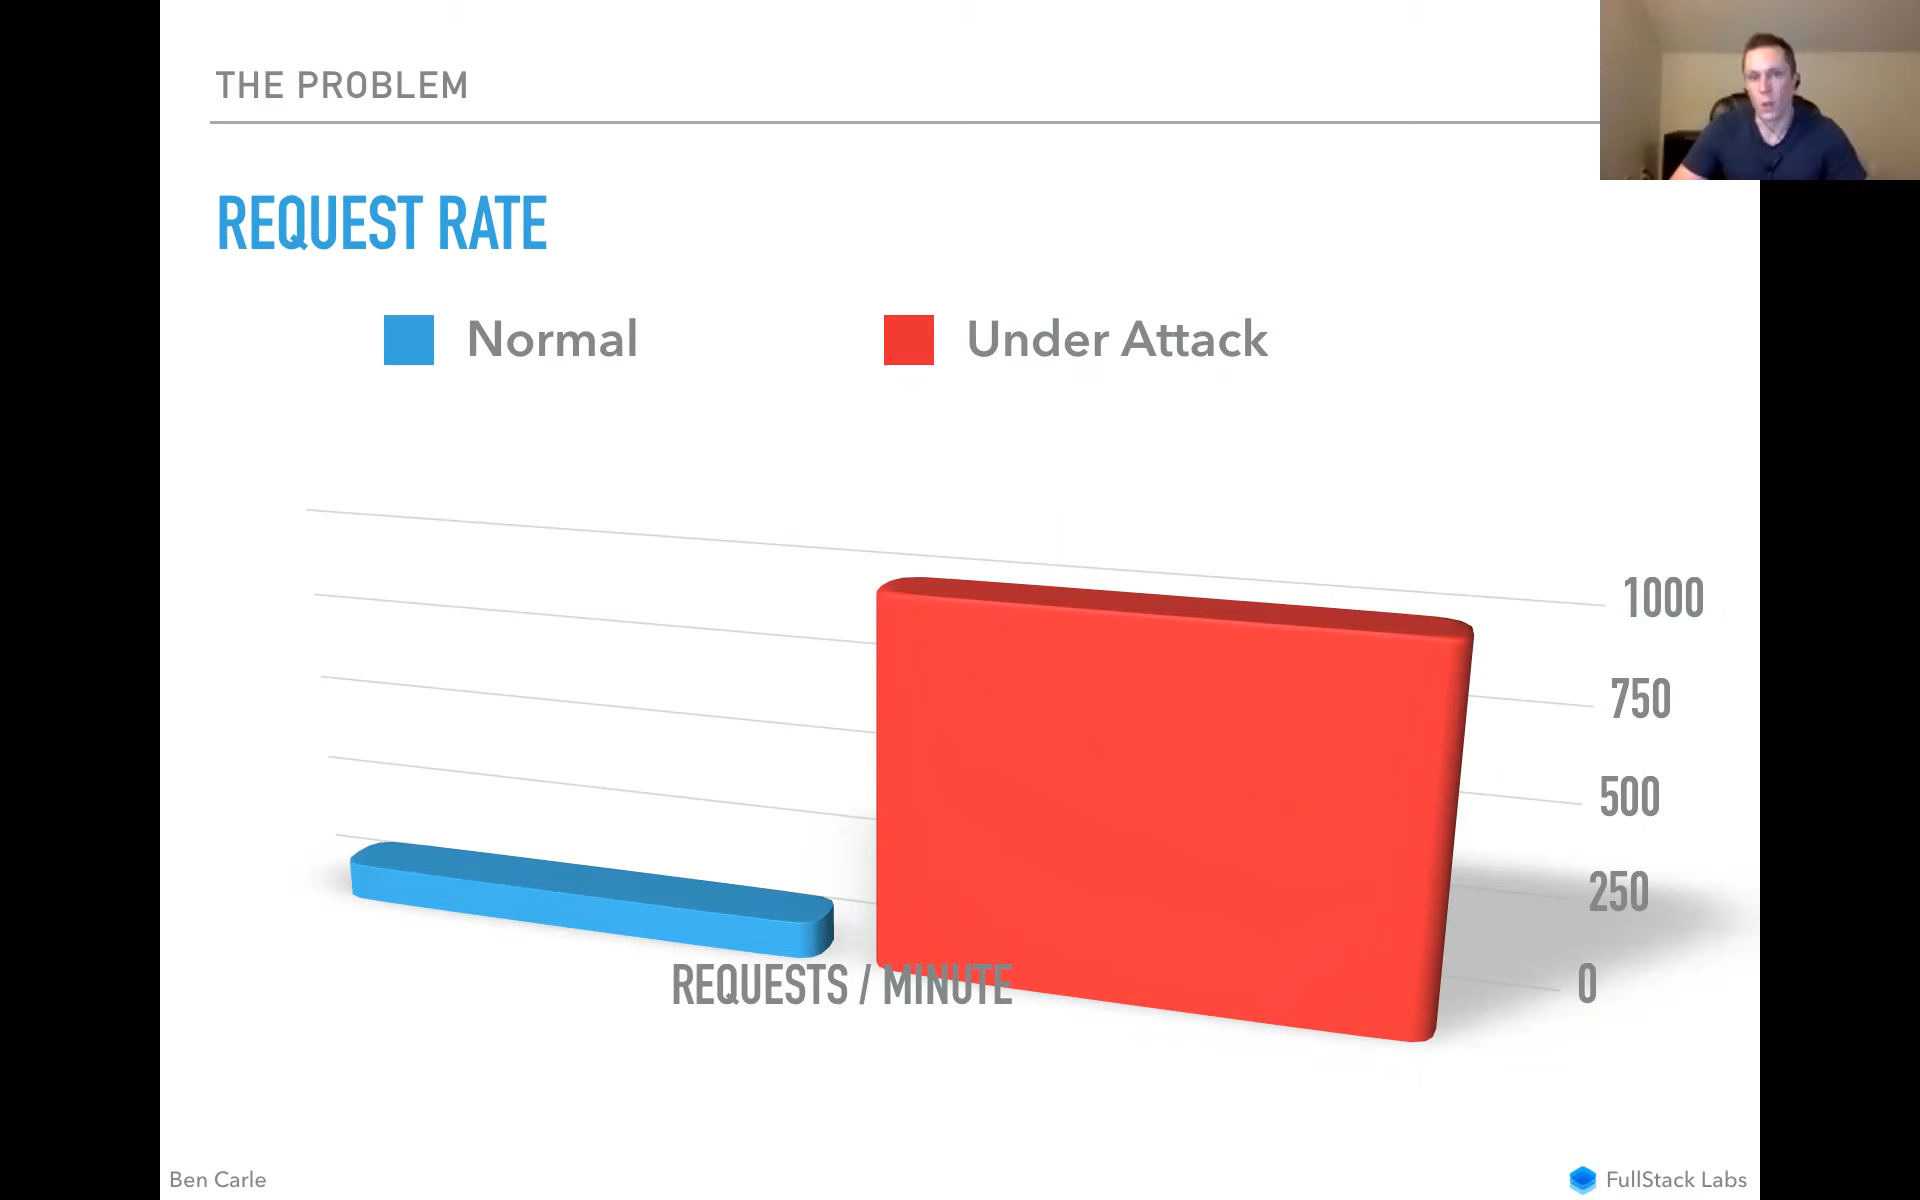 THE PROBLEM
REQUEST RATE
Normal
Under Attack
1000
750
500
250
0
REQUESTS / MINUTE
Ben Carle
FullStack Labs